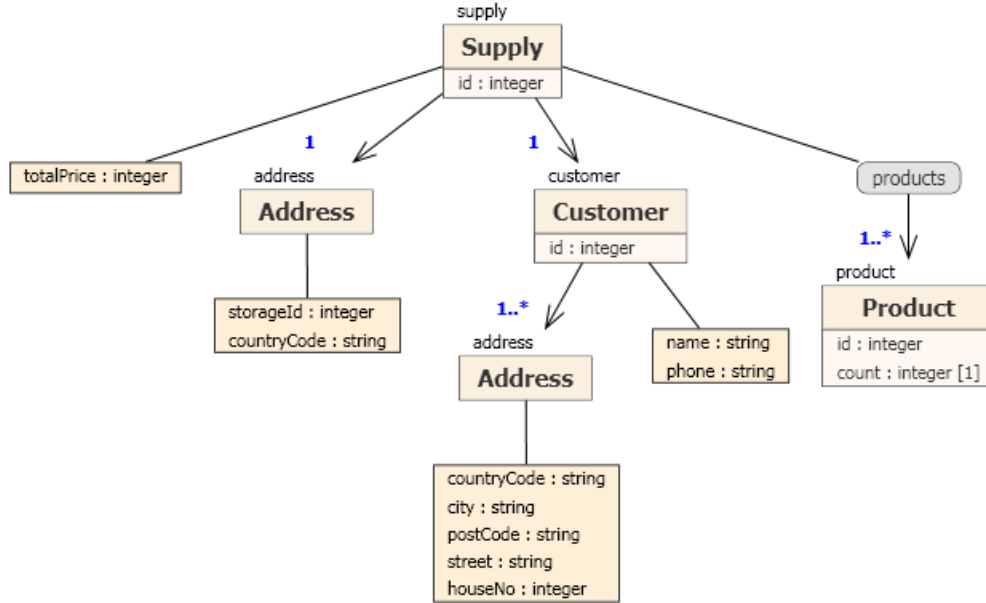 supply
Supply
id : integer
totalPrice : integer
1
address
Address
storageId : integer
countryCode : string
1
customer
Customer
id : integer
1..*
address
Address
countryCode : string
city : string
postCode : string
street : string
houseNo : integer
name : string
phone : string
products
1..*
product
Product
id : integer
count : integer [1]